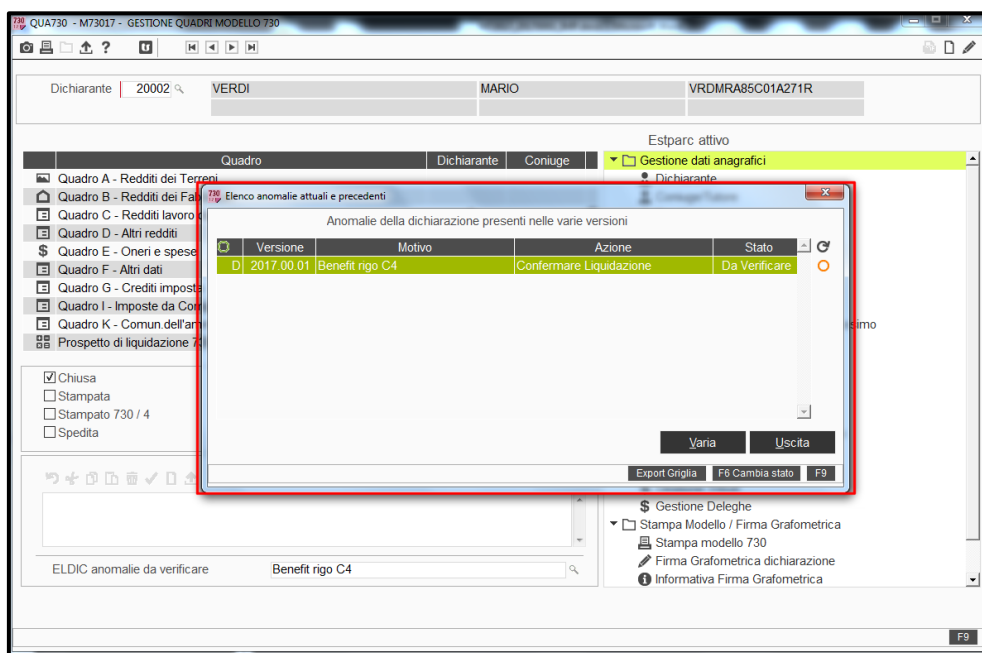 QUA730 - M73017 - GESTIONE QUADRI MODELLO 730
Dichiarante 20002 VERDI MARIO VRDMRA85C01A271R
Estparc attivo
Quadro Dichiarante Coniuge
Gestione dati anagrafici
Quadro A - Redditi dei Terreni
Dichiarante
Quadro B - Redditi dei Fab
Quadro C - Redditi lavoro d
Quadro D - Altri redditi
Quadro E - Oneri e spese
Quadro F - Altri dati
Quadro G - Crediti imposta
Quadro I - Imposte da Com
Quadro K - Comun.dell'am
simo
Prospetto di liquidazione 7
Elenco anomalie attuali e precedenti
Anomalie della dichiarazione presenti nelle varie versioni
Versione Motivo Azione Stato
D 2017.00.01 Benefit rigo C4 Confermare Liquidazione Da Verificare
Varia Uscita
Export Griglia F6 Cambia stato F9
Chiusa
Stampata
Stampato 730 / 4
Spedita
Gestione Deleghe
Stampa Modello / Firma Grafometrica
Stampa modello 730
Firma Grafometrica dichiarazione
Informativa Firma Grafometrica
ELDIC anomalie da verificare Benefit rigo C4
F9